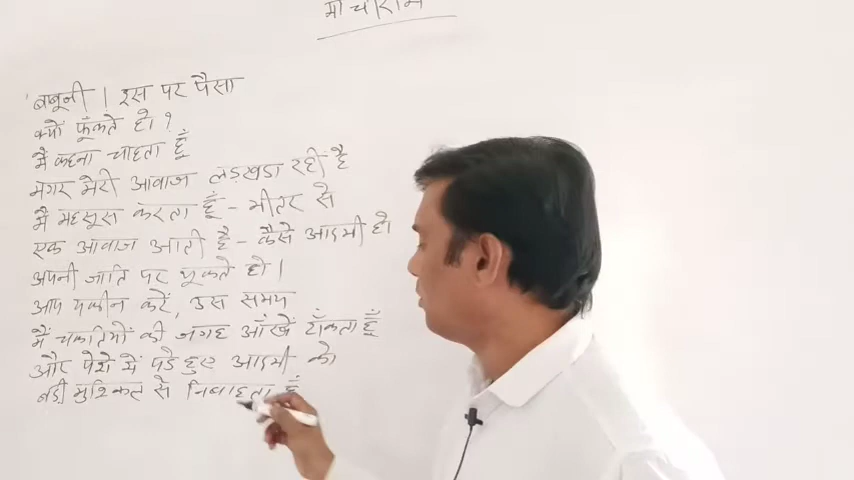 मोचीराम
'बाबूजी | इस पर पैसा
क्यों फूँकते हो ?
मैं कहना चाहता हूँ
मगर मेरी आवाज लड़खडा रही है
मैं महसूस करता हूँ - भीतर से
एक आवाज आती है - कैसे आदमी हो
अपनी जाति पर थूकते हो |
आप यकीन करें, उस समय
मैं चकतियों की जगह आँखें टाँकता हूँ
और पेशे में पड़े हुए आदमी को
बड़ी मुश्किल से निबाहता हूँ